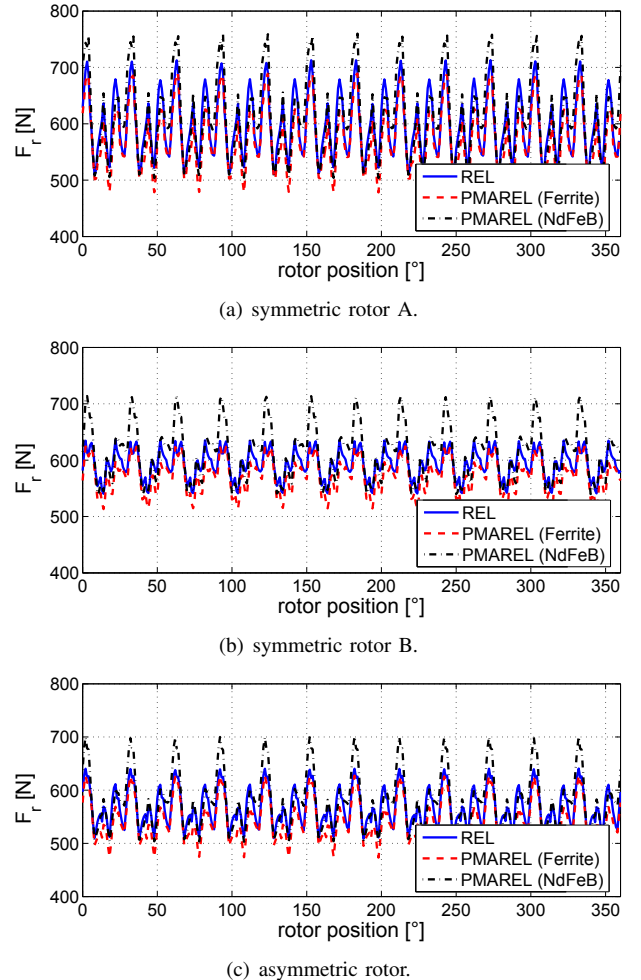 800
700
600
500
400
F_r [N]
0 50 100 150 200 250 300 350
rotor position [°]
REL
PMAREL (Ferrite)
PMAREL (NdFeB)
(a) symmetric rotor A.
800
700
600
500
400
F_r [N]
0 50 100 150 200 250 300 350
rotor position [°]
REL
PMAREL (Ferrite)
PMAREL (NdFeB)
(b) symmetric rotor B.
800
700
600
500
400
F_r [N]
0 50 100 150 200 250 300 350
rotor position [°]
REL
PMAREL (Ferrite)
PMAREL (NdFeB)
(c) asymmetric rotor.